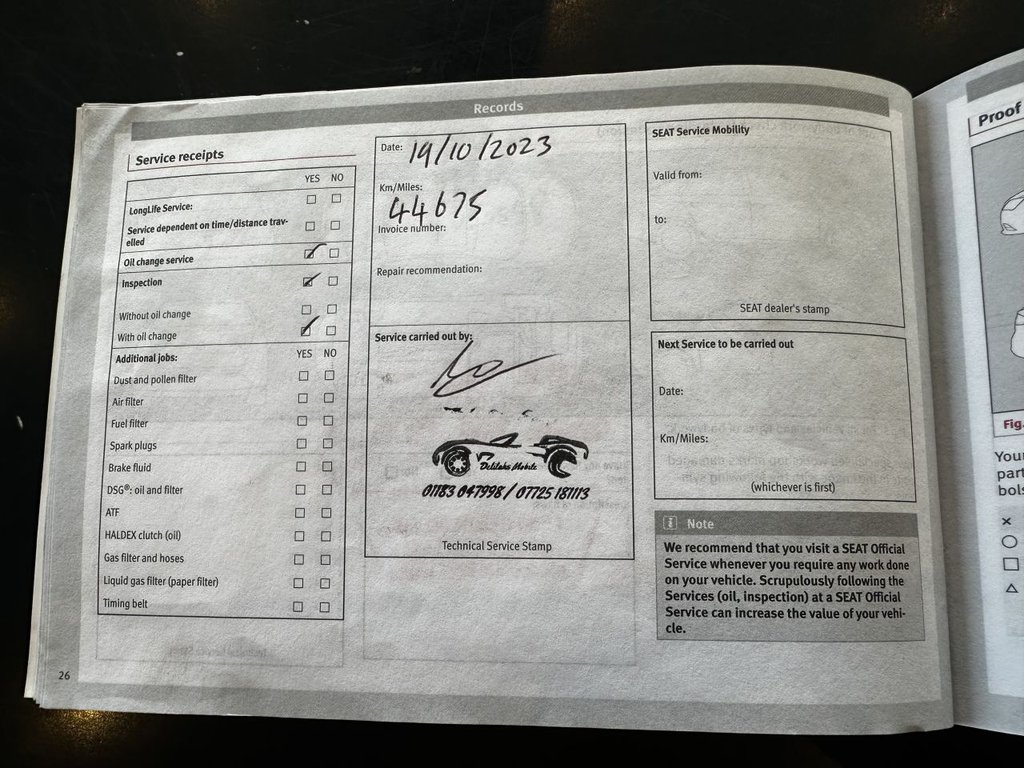 Records
Service receipts
YES NO
LongLife Service:
Service dependent on time/distance trav-
elled
Oil change service
Inspection
Without oil change
With oil change
Additional jobs: YES NO
Dust and pollen filter
Air filter
Fuel filter
Spark plugs
Brake fluid
DSG®: oil and filter
ATF
HALDEX clutch (oil)
Gas filter and hoses
Liquid gas filter (paper filter)
Timing belt
26
Date: 19/10/2023
Km/Miles:
44675
Invoice number:
Repair recommendation:
Service carried out by:
Delilahs Mobile
01183 047998 / 07725 181113
Technical Service Stamp
SEAT Service Mobility
Valid from:
to:
SEAT dealer's stamp
Next Service to be carried out
Date:
Km/Miles:
(whichever is first)
i Note
We recommend that you visit a SEAT Official
Service whenever you require any work done
on your vehicle. Scrupulously following the
Services (oil, inspection) at a SEAT Official
Service can increase the value of your vehi-
cle.
Proof
Fig.
Your
part
bols